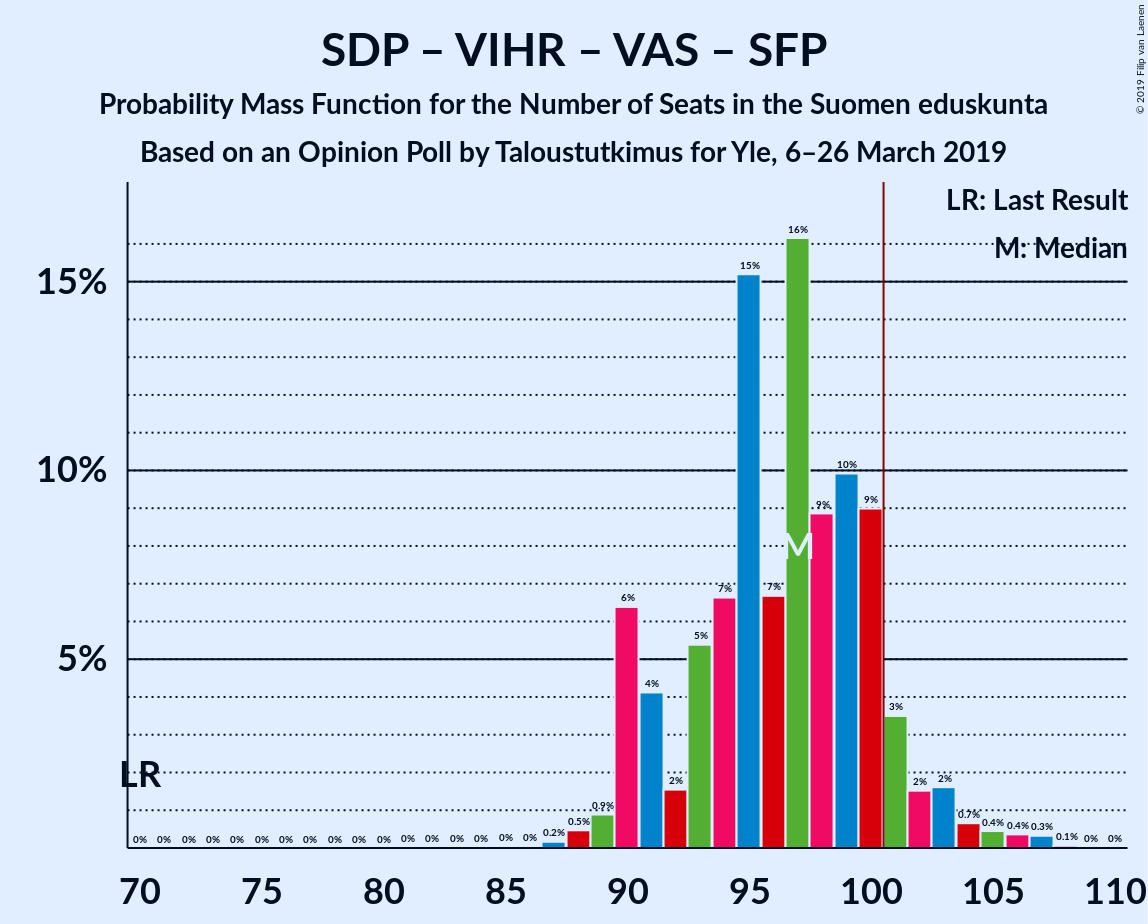 SDP – VIHR – VAS – SFP
Probability Mass Function for the Number of Seats in the Suomen eduskunta
Based on an Opinion Poll by Taloustutkimus for Yle, 6–26 March 2019
© 2019 Filip van Laenen
LR: Last Result
M: Median
15%
10%
5%
LR
M
0% 0% 0% 0% 0% 0% 0% 0% 0% 0% 0% 0% 0% 0% 0% 0% 0% 0.2% 0.5% 0.9% 6% 4% 2% 5% 7% 15% 7% 16% 9% 10% 9% 3% 2% 2% 0.7% 0.4% 0.4% 0.3% 0.1% 0% 0%
70 75 80 85 90 95 100 105 110